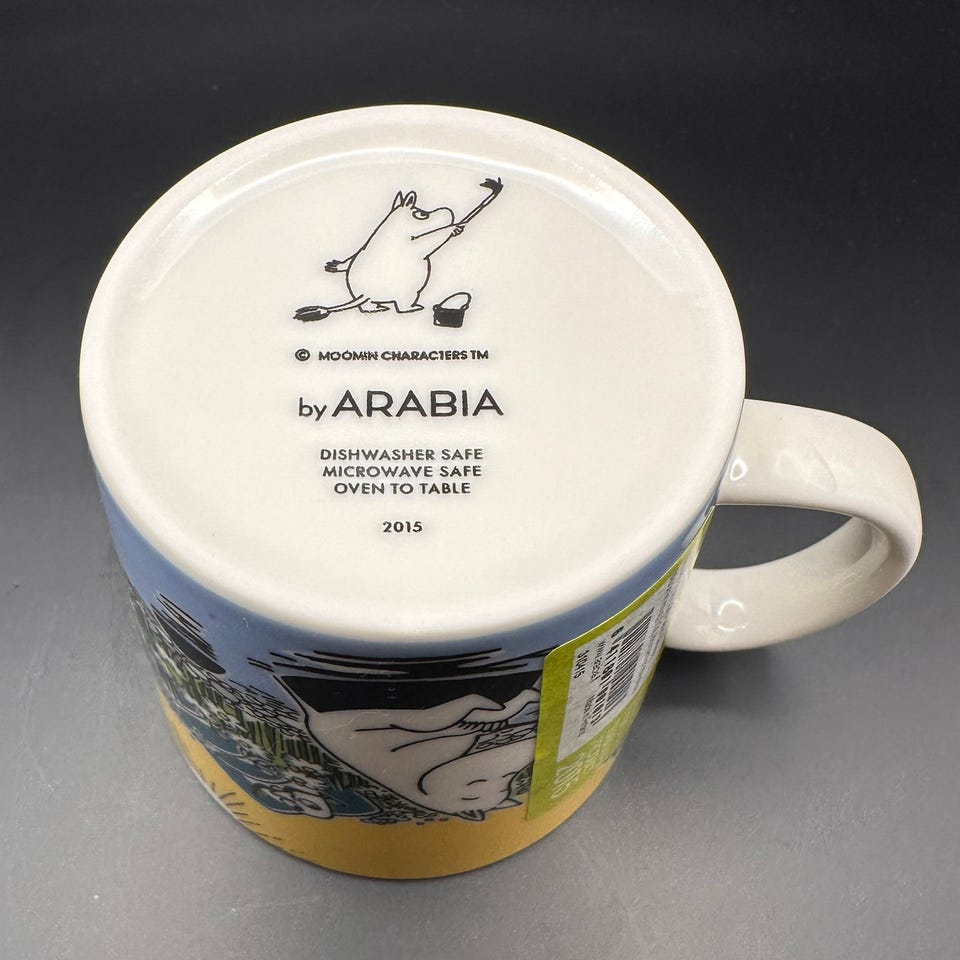 © MOOMIN CHARACTERS TM
by ARABIA
DISHWASHER SAFE
MICROWAVE SAFE
OVEN TO TABLE
2015